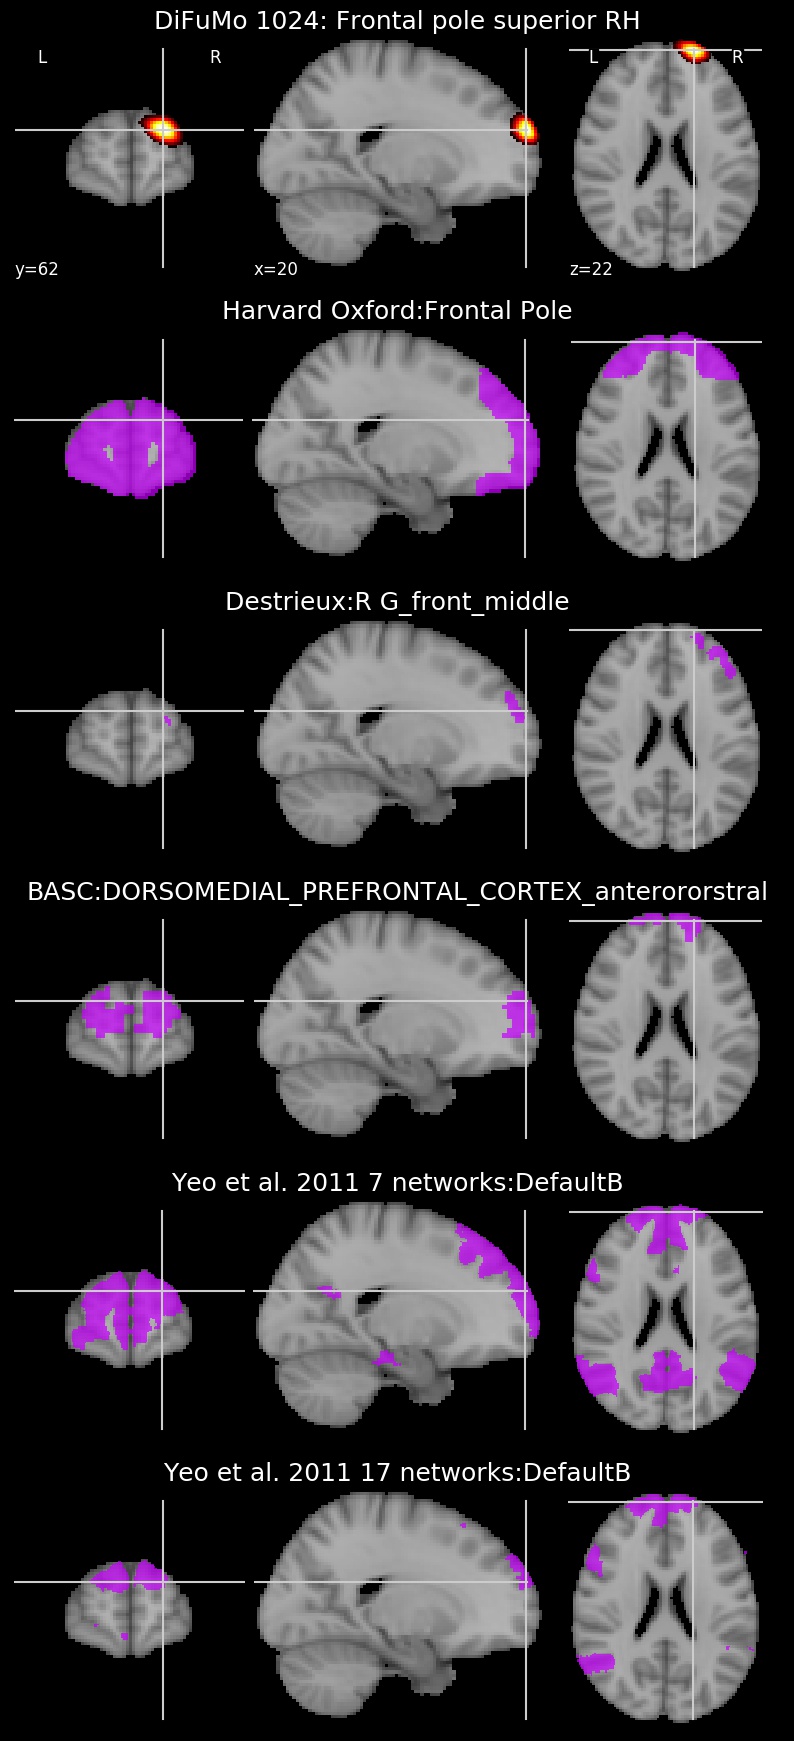 DiFuMo 1024: Frontal pole superior RH
L R L R
y=62 x=20 z=22
Harvard Oxford:Frontal Pole
Destrieux:R G_front_middle
BASC:DORSOMEDIAL_PREFRONTAL_CORTEX_anterororstral
Yeo et al. 2011 7 networks:DefaultB
Yeo et al. 2011 17 networks:DefaultB